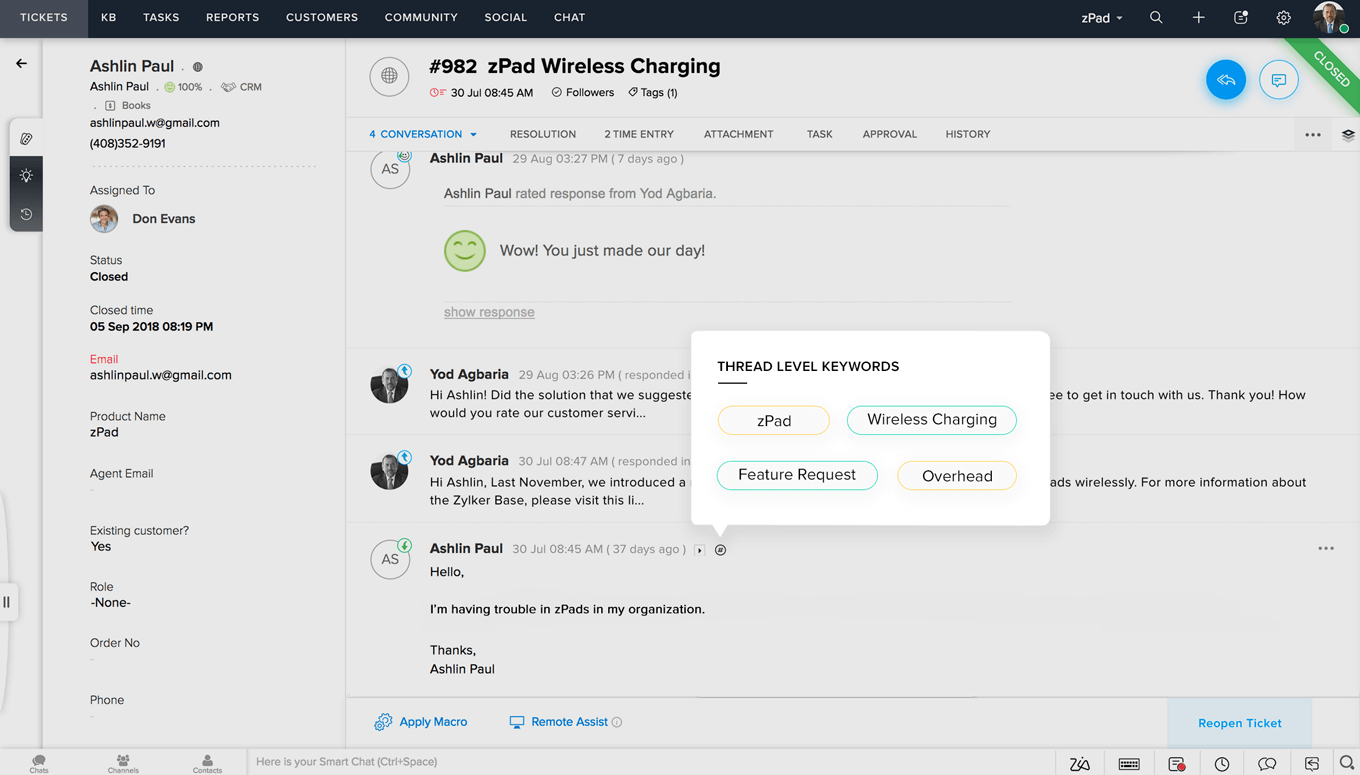 TICKETS KB TASKS REPORTS CUSTOMERS COMMUNITY SOCIAL CHAT zPad
Ashlin Paul .
Ashlin Paul . 100% . CRM
. Books
ashlinpaul.w@gmail.com
(408)352-9191
Assigned To
Don Evans
Status
Closed
Closed time
05 Sep 2018 08:19 PM
Email
ashlinpaul.w@gmail.com
Product Name
zPad
Agent Email
-
Existing customer?
Yes
Role
-None-
Order No
-
Phone
-
#982 zPad Wireless Charging
30 Jul 08:45 AM Followers Tags (1)
CLOSED
4 CONVERSATION RESOLUTION 2 TIME ENTRY ATTACHMENT TASK APPROVAL HISTORY
AS
Ashlin Paul 29 Aug 03:27 PM ( 7 days ago )
Ashlin Paul rated response from Yod Agbaria.
Wow! You just made our day!
show response
Yod Agbaria 29 Aug 03:26 PM ( responded i
Hi Ashlin! Did the solution that we suggeste ee to get in touch with us. Thank you! How
would you rate our customer servi...
Yod Agbaria 30 Jul 08:47 AM ( responded in
Hi Ashlin, Last November, we introduced a ads wirelessly. For more information about
the Zylker Base, please visit this li...
THREAD LEVEL KEYWORDS
zPad Wireless Charging
Feature Request Overhead
AS
Ashlin Paul 30 Jul 08:45 AM ( 37 days ago ) #
Hello,
I'm having trouble in zPads in my organization.
Thanks,
Ashlin Paul
Apply Macro Remote Assist Reopen Ticket
Chats Channels Contacts Here is your Smart Chat (Ctrl+Space)